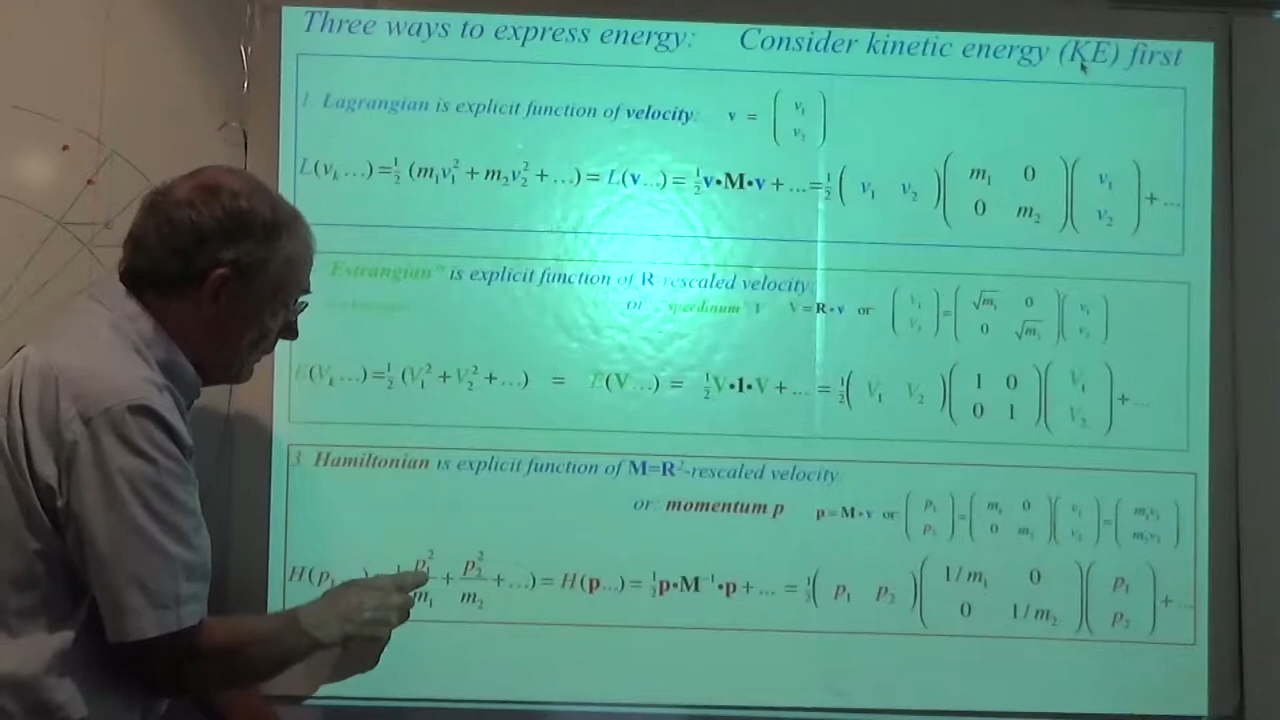 Three ways to express energy: Consider kinetic energy (KE) first
1 Lagrangian is explicit function of velocity: v = ( v₁ v₂ )
L(vₖ ...) = ½ (m₁v₁² + m₂v₂² + ...) = L(v...) = ½ v•M•v + ... = ½ ( v₁ v₂ ) ( m₁ 0 0 m₂ ) ( v₁ v₂ ) + ...
Estrangian" is explicit function of R-rescaled velocity
or: "speedinum" V V = R•v or: ( V₁ V₂ ) = ( √m₁ 0 0 √m₂ ) ( v₁ v₂ )
E(Vₖ ...) = ½ (V₁² + V₂² + ...) = E(V...) = ½ V•1•V + ... = ½ ( V₁ V₂ ) ( 1 0 0 1 ) ( V₁ V₂ ) + ...
3 Hamiltonian is explicit function of M=R²-rescaled velocity:
or: momentum p p = M•v or: ( p₁ p₂ ) = ( m₁ 0 0 m₂ ) ( v₁ v₂ ) = ( m₁v₁ m₂v₂ )
H(p p₁²/m₁ + p₂²/m₂ + ...) = H(p...) = ½ p•M⁻¹•p + ... = ½ ( p₁ p₂ ) ( 1/m₁ 0 0 1/m₂ ) ( p₁ p₂ ) + ...